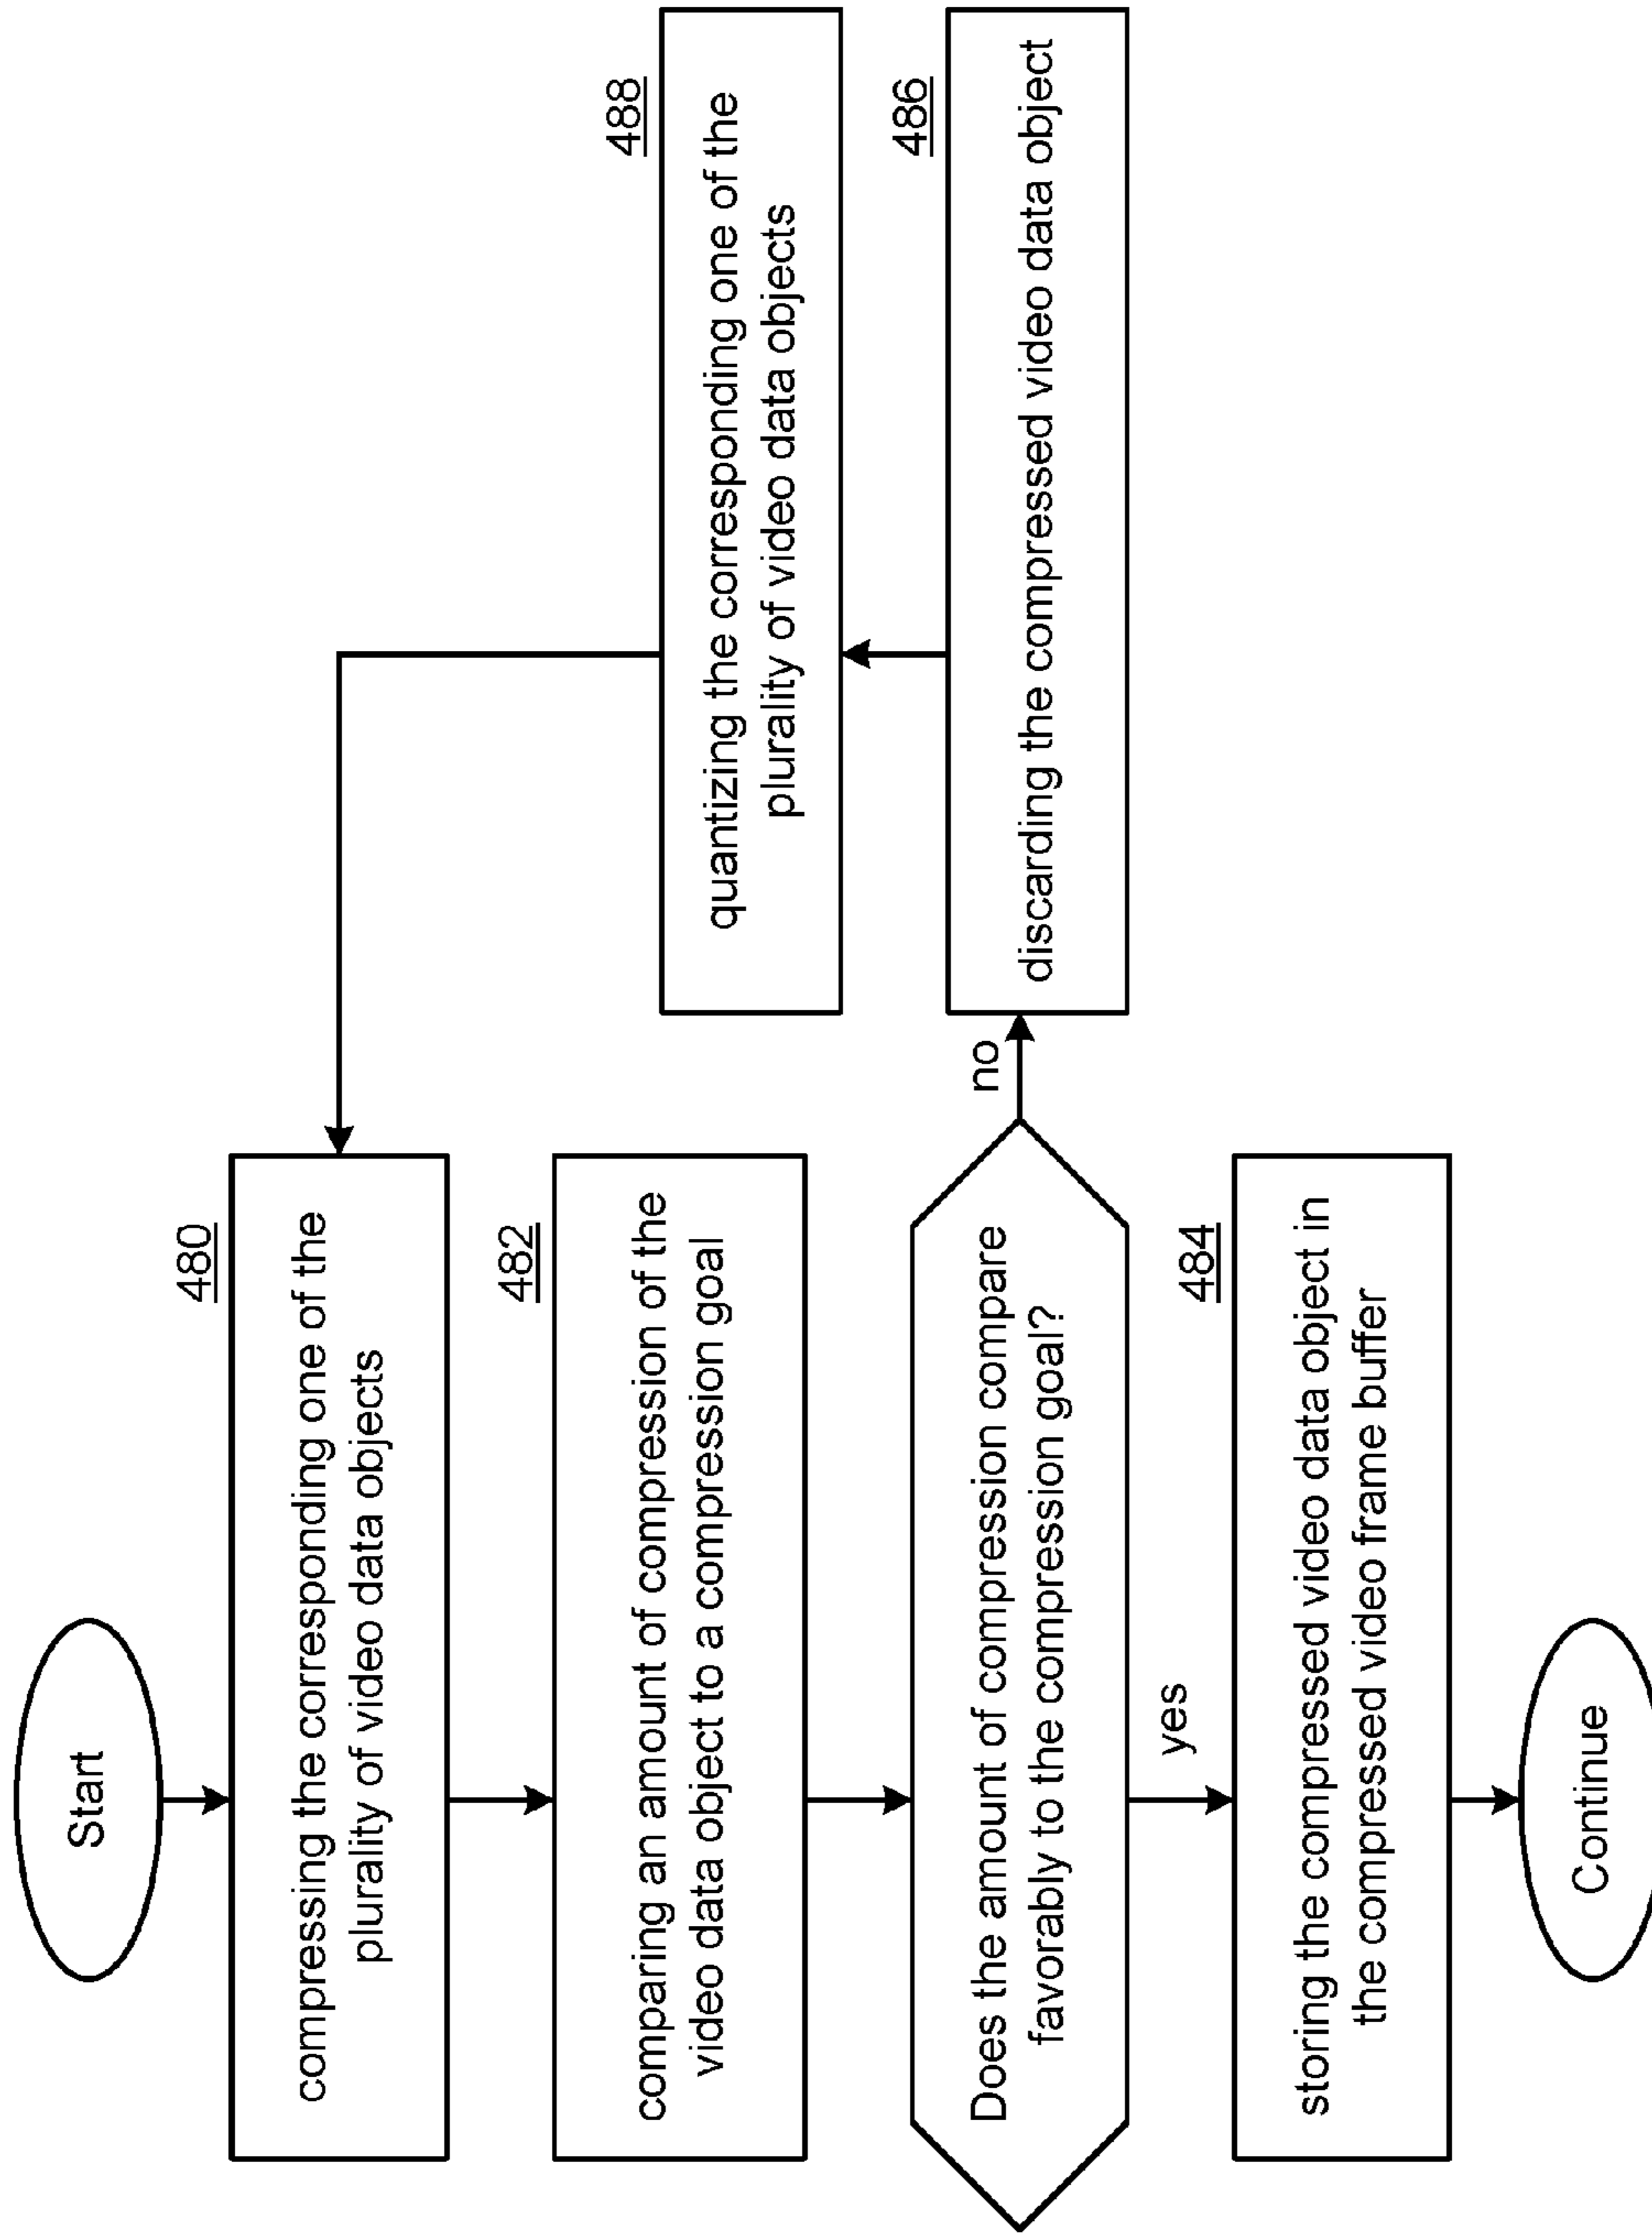 Start
480
compressing the corresponding one of the
plurality of video data objects
482
comparing an amount of compression of the
video data object to a compression goal
Does the amount of compression compare
favorably to the compression goal?
no
yes
484
storing the compressed video data object in
the compressed video frame buffer
Continue
486
discarding the compressed video data object
488
quantizing the corresponding one of the
plurality of video data objects